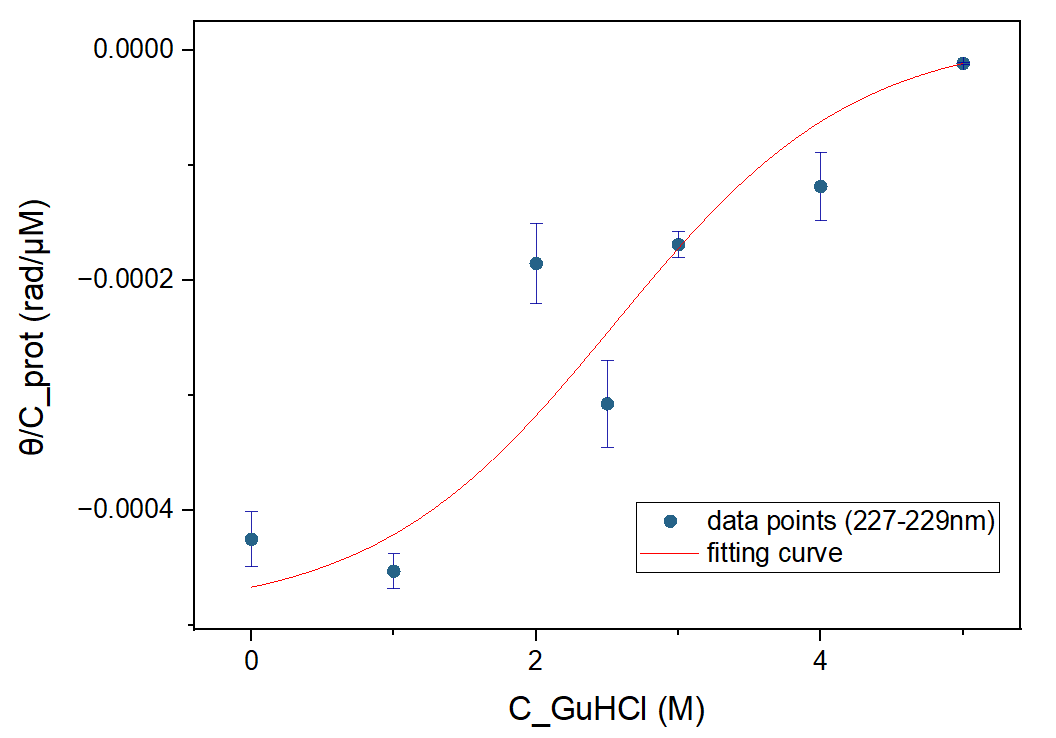 0.0000
−0.0002
−0.0004
θ/C_prot (rad/μM)
data points (227-229nm)
fitting curve
0 2 4
C_GuHCl (M)